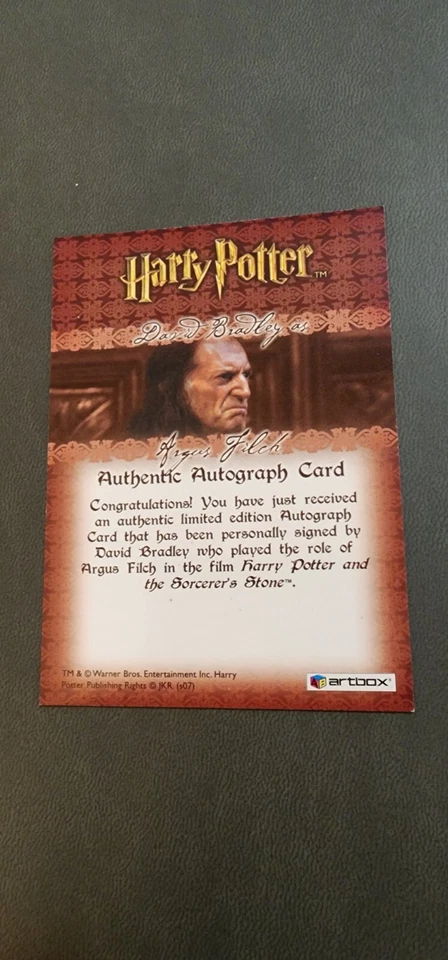 Harry Potter™
David Bradley as
Argus Filch
Authentic Autograph Card
Congratulations! You have just received
an authentic limited edition Autograph
Card that has been personally signed by
David Bradley who played the role of
Argus Filch in the film Harry Potter and
the Sorcerer's Stone™.
TM & © Warner Bros. Entertainment Inc. Harry
Potter Publishing Rights © JKR. (s07)
artbox®